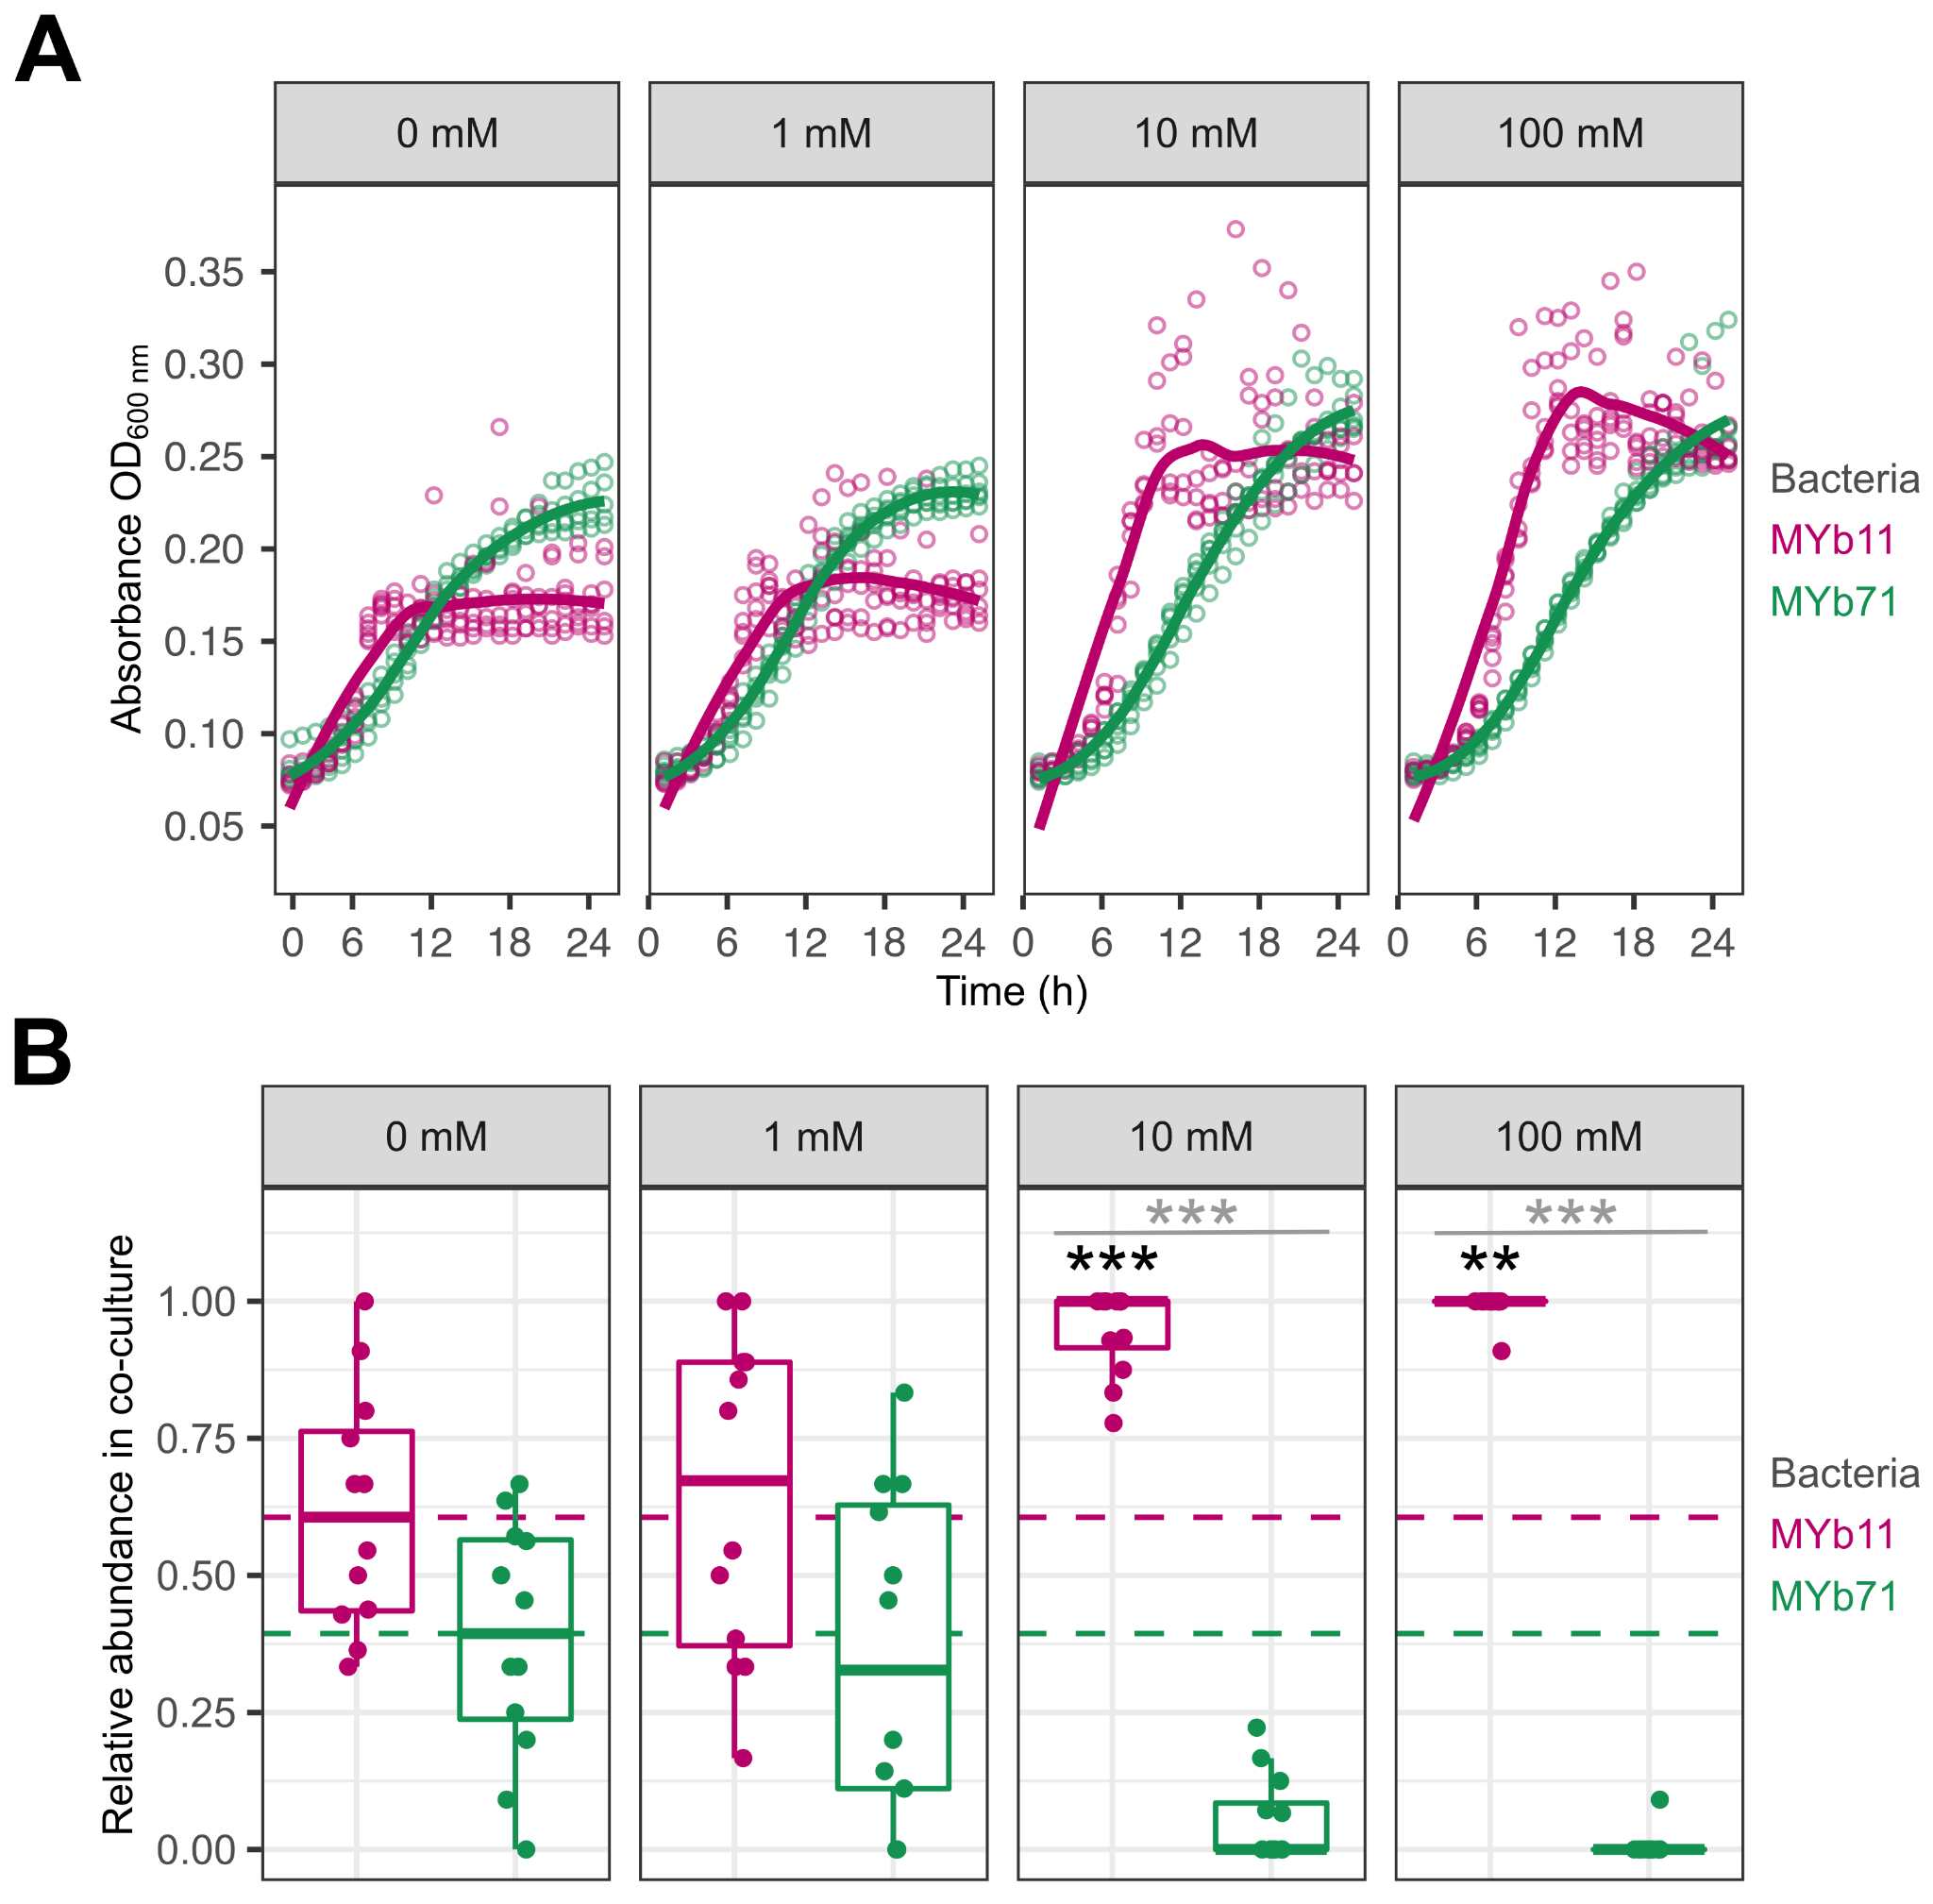 A
0 mM 1 mM 10 mM 100 mM
Absorbance OD600 nm
0.35
0.30
0.25
0.20
0.15
0.10
0.05
0 6 12 18 24 0 6 12 18 24 0 6 12 18 24 0 6 12 18 24
Time (h)
Bacteria
MYb11
MYb71
B
0 mM 1 mM 10 mM 100 mM
*** ***
*** **
Relative abundance in co-culture
1.00
0.75
0.50
0.25
0.00
Bacteria
MYb11
MYb71